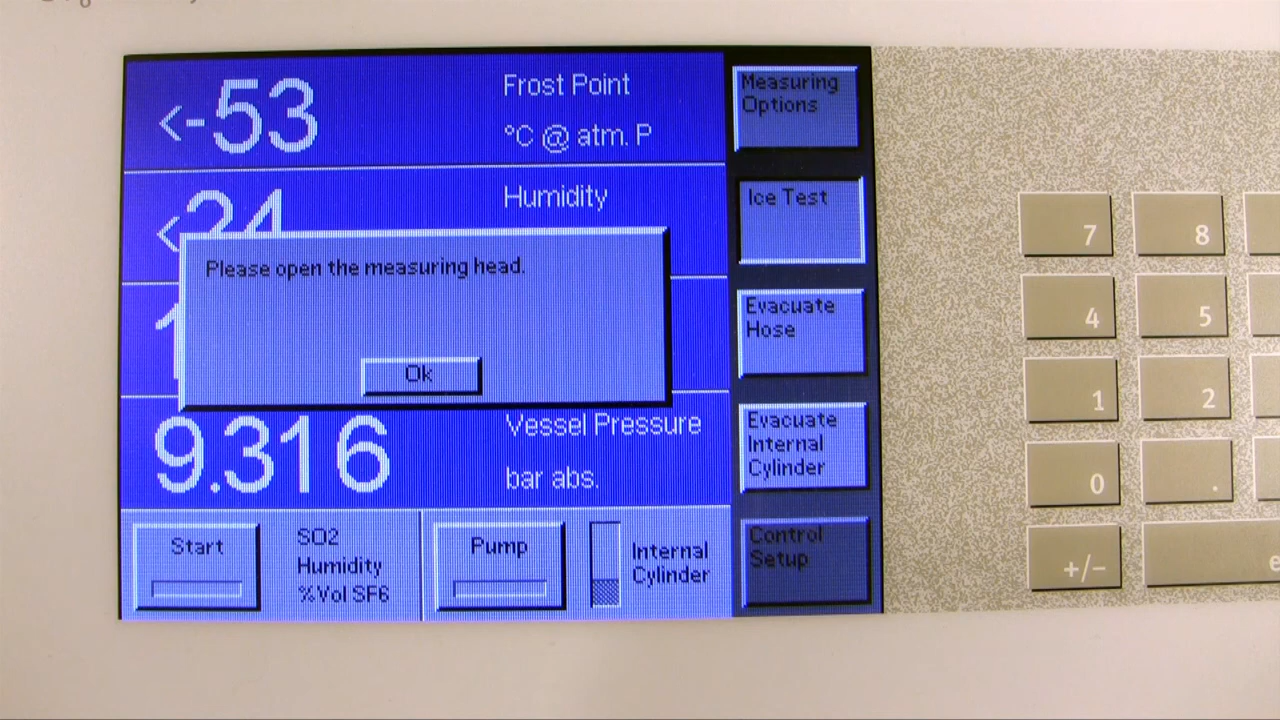 <-53
Frost Point
°C @ atm. P
<24
Humidity
Please open the measuring head.
Ok
9.316
Vessel Pressure
bar abs.
Start
SO2
Humidity
%Vol SF6
Pump
Internal
Cylinder
Measuring
Options
Ice Test
Evacuate
Hose
Evacuate
Internal
Cylinder
Control
Setup
7
8
4
5
1
2
0
.
+/-